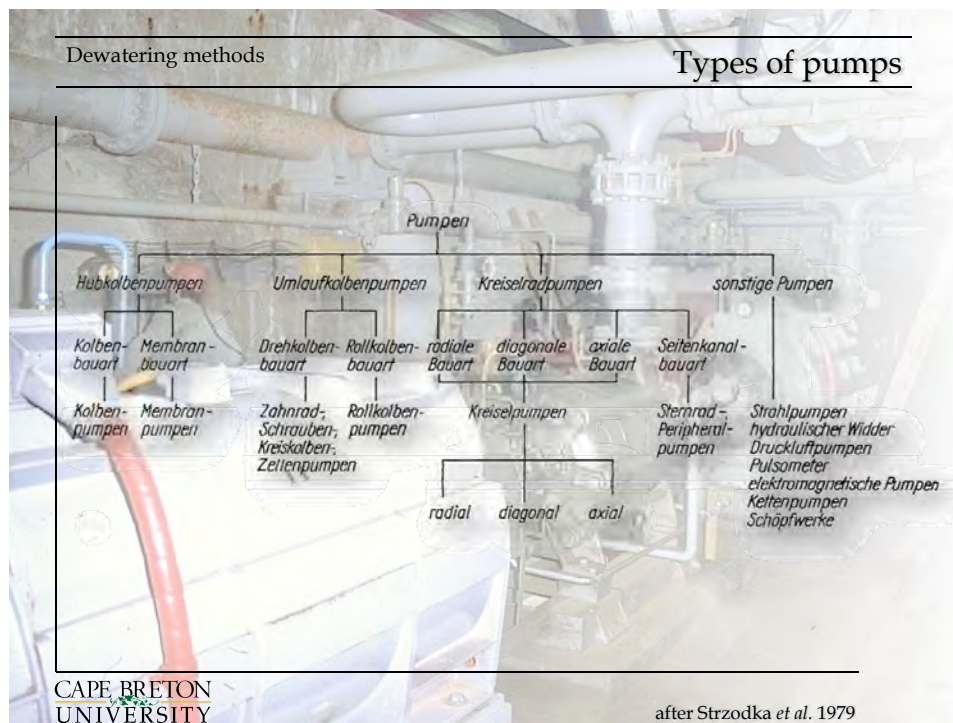 Dewatering methods
Types of pumps
Pumpen
Hubkolbenpumpen
Umlaufkolbenpumpen
Kreiselradpumpen
sonstige Pumpen
Kolben-
bauart
Membran-
bauart
Drehkolben-
bauart
Rollkolben-
bauart
radiale
Bauart
diagonale
Bauart
axiale
Bauart
Seitenkanal-
bauart
Kolben-
pumpen
Membran-
pumpen
Zahnrad-,
Schrauben-,
Kreiskolben-,
Zellenpumpen
Rollkolben-
pumpen
Kreiselpumpen
radial
diagonal
axial
Sternrad-,
Peripheral-
pumpen
Strahlpumpen
hydraulischer Widder
Druckluftpumpen
Pulsometer
elektromagnetische Pumpen
Kettenpumpen
Schöpfwerke
CAPE BRETON
UNIVERSITY
after Strzodka et al. 1979